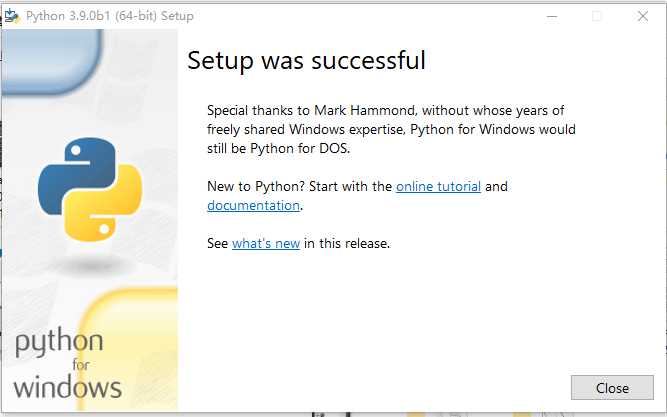 Python 3.9.0b1 (64-bit) Setup
Setup was successful
Special thanks to Mark Hammond, without whose years of
freely shared Windows expertise, Python for Windows would
still be Python for DOS.
New to Python? Start with the online tutorial and
documentation.
See what's new in this release.
python
for
windows
Close